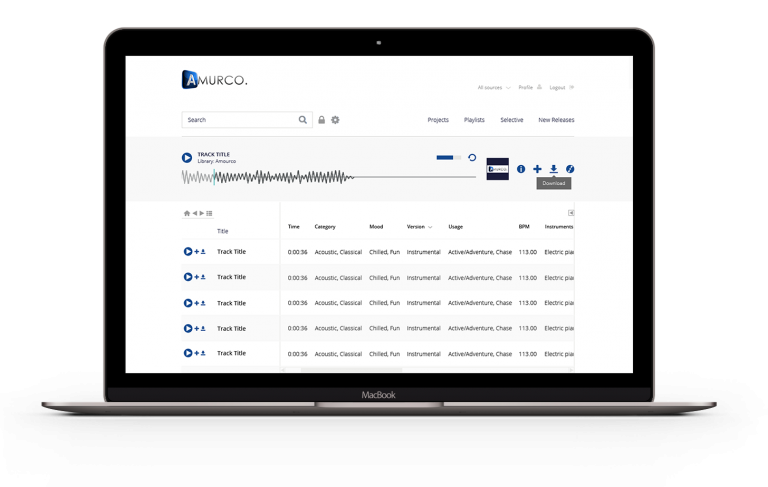 AMURCO.
All sources Profile Logout
Search
Projects Playlists Selective New Releases
TRACK TITLE
Library: Amourco
AMURCO
Download
Title Time Category Mood Version Usage BPM Instruments
Track Title 0:00:36 Acoustic, Classical Chilled, Fun Instrumental Active/Adventure, Chase 113.00 Electric pia
Track Title 0:00:36 Acoustic, Classical Chilled, Fun Instrumental Active/Adventure, Chase 113.00 Electric pia
Track Title 0:00:36 Acoustic, Classical Chilled, Fun Instrumental Active/Adventure, Chase 113.00 Electric pia
Track Title 0:00:36 Acoustic, Classical Chilled, Fun Instrumental Active/Adventure, Chase 113.00 Electric pia
Track Title 0:00:36 Acoustic, Classical Chilled, Fun Instrumental Active/Adventure, Chase 113.00 Electric pia
MacBook